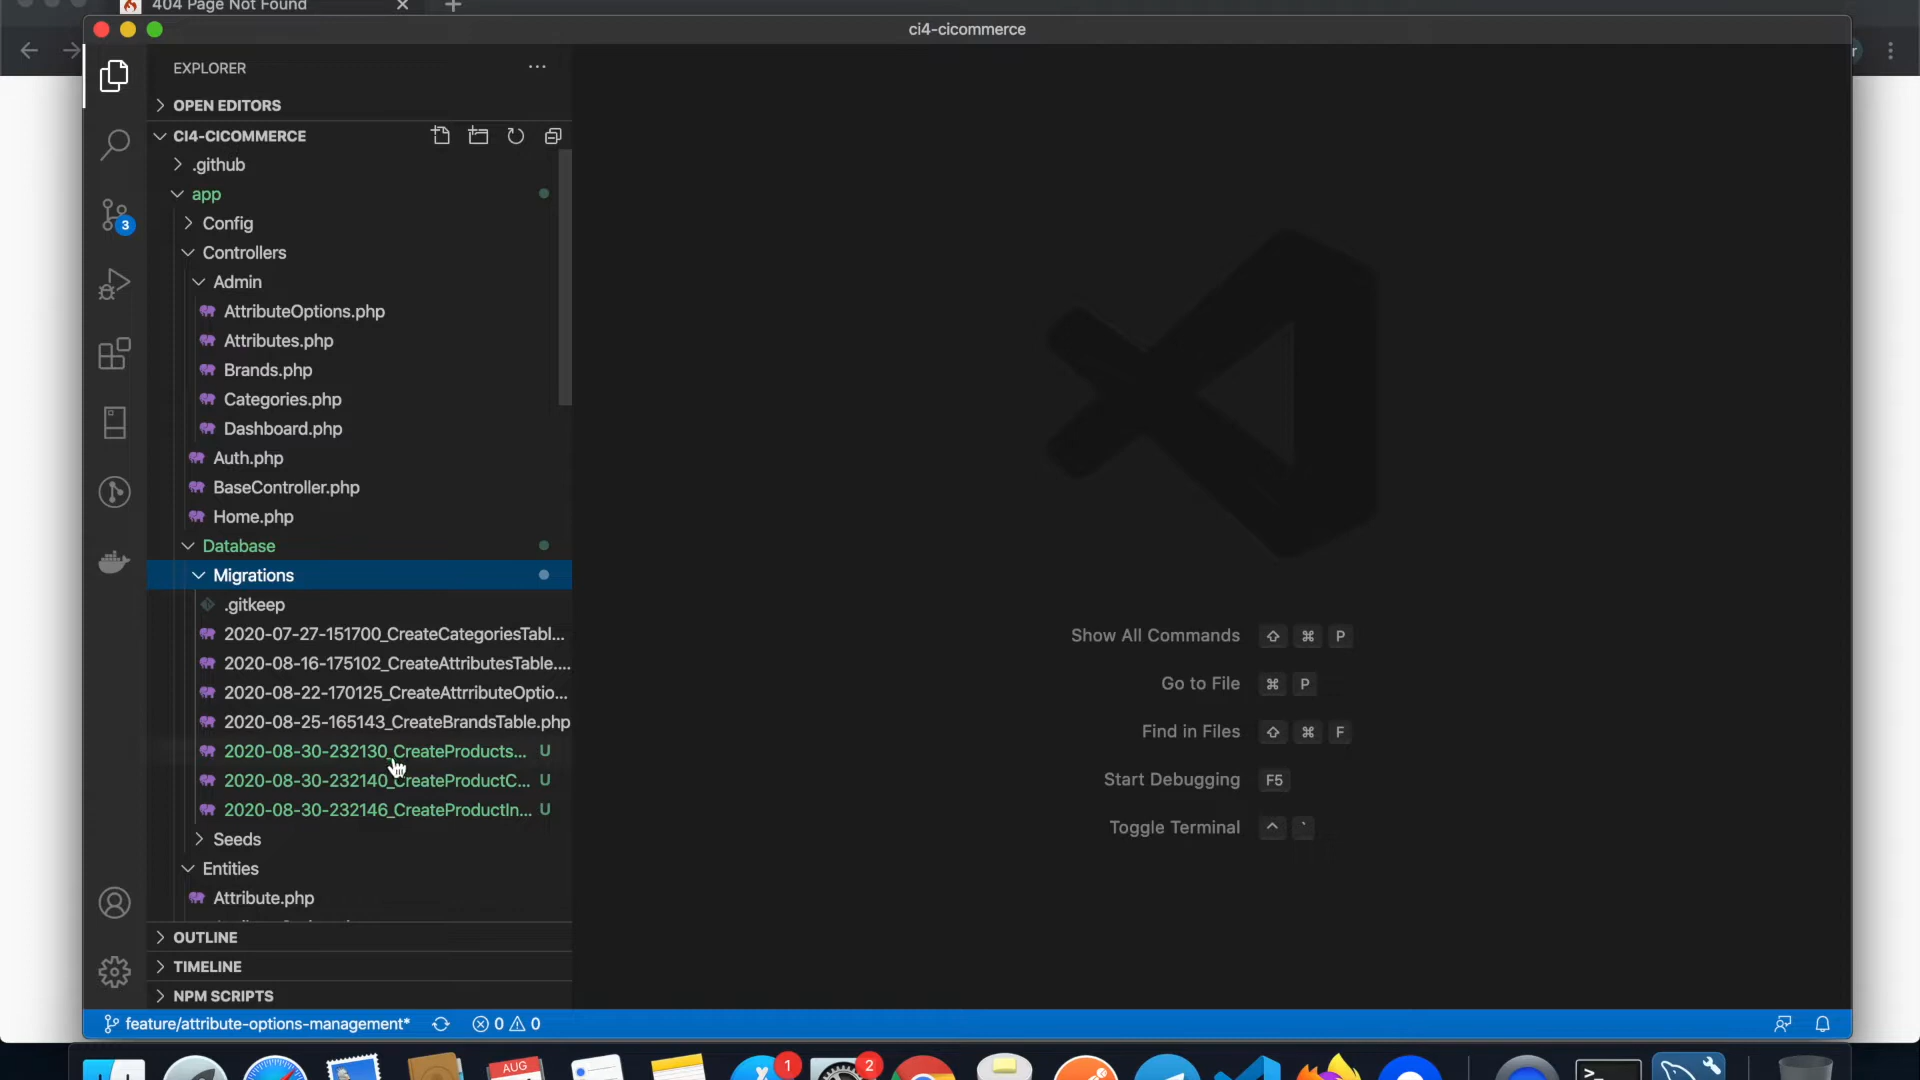 404 Page Not Found
ci4-cicommerce
EXPLORER
OPEN EDITORS
CI4-CICOMMERCE
.github
app
Config
Controllers
Admin
AttributeOptions.php
Attributes.php
Brands.php
Categories.php
Dashboard.php
Auth.php
BaseController.php
Home.php
Database
Migrations
.gitkeep
2020-07-27-151700_CreateCategoriesTabl...
2020-08-16-175102_CreateAttributesTable....
2020-08-22-170125_CreateAttrributeOptio...
2020-08-25-165143_CreateBrandsTable.php
2020-08-30-232130_CreateProducts... U
2020-08-30-232140_CreateProductC... U
2020-08-30-232146_CreateProductIn... U
Seeds
Entities
Attribute.php
OUTLINE
TIMELINE
NPM SCRIPTS
3
Show All Commands ⇧ ⌘ P
Go to File ⌘ P
Find in Files ⇧ ⌘ F
Start Debugging F5
Toggle Terminal ^ `
feature/attribute-options-management* 0 0
AUG
1
2